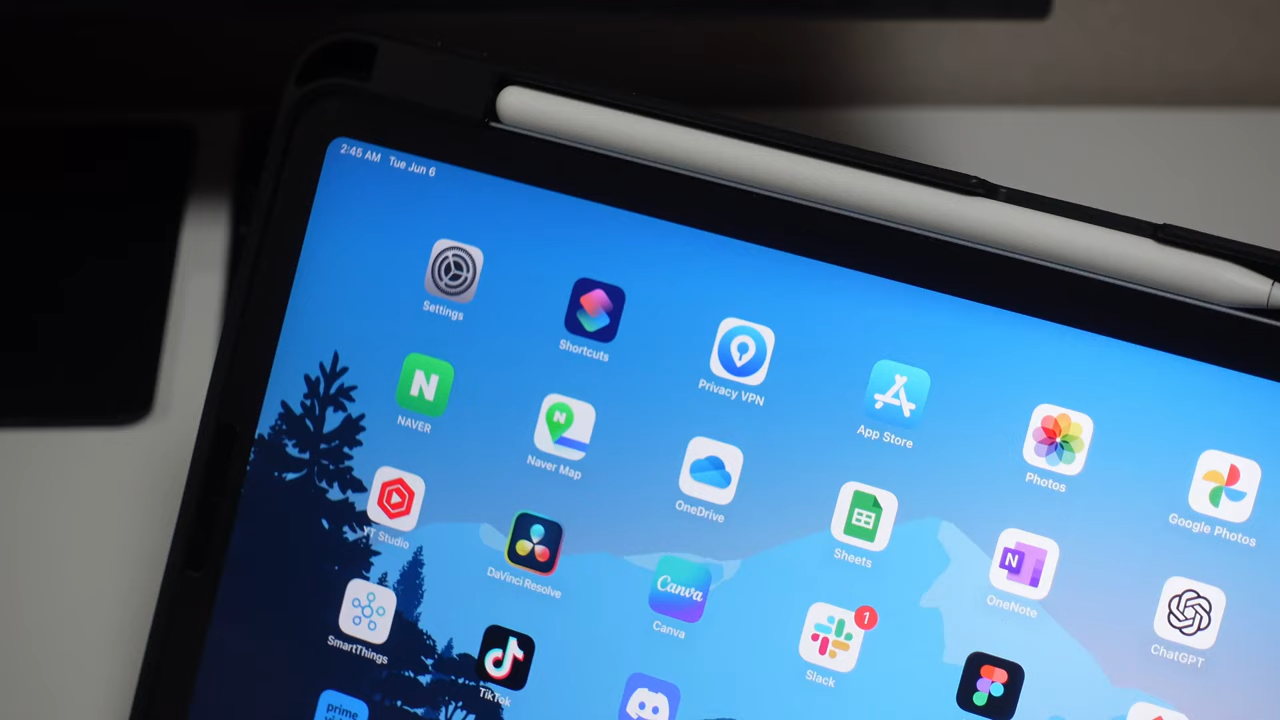 2:45 AM Tue Jun 6
Settings
Shortcuts
Privacy VPN
App Store
Photos
Google Photos
N
NAVER
N
Naver Map
OneDrive
Sheets
N
OneNote
ChatGPT
YT Studio
DaVinci Resolve
Canva
Canva
1
Slack
SmartThings
TikTok
prime